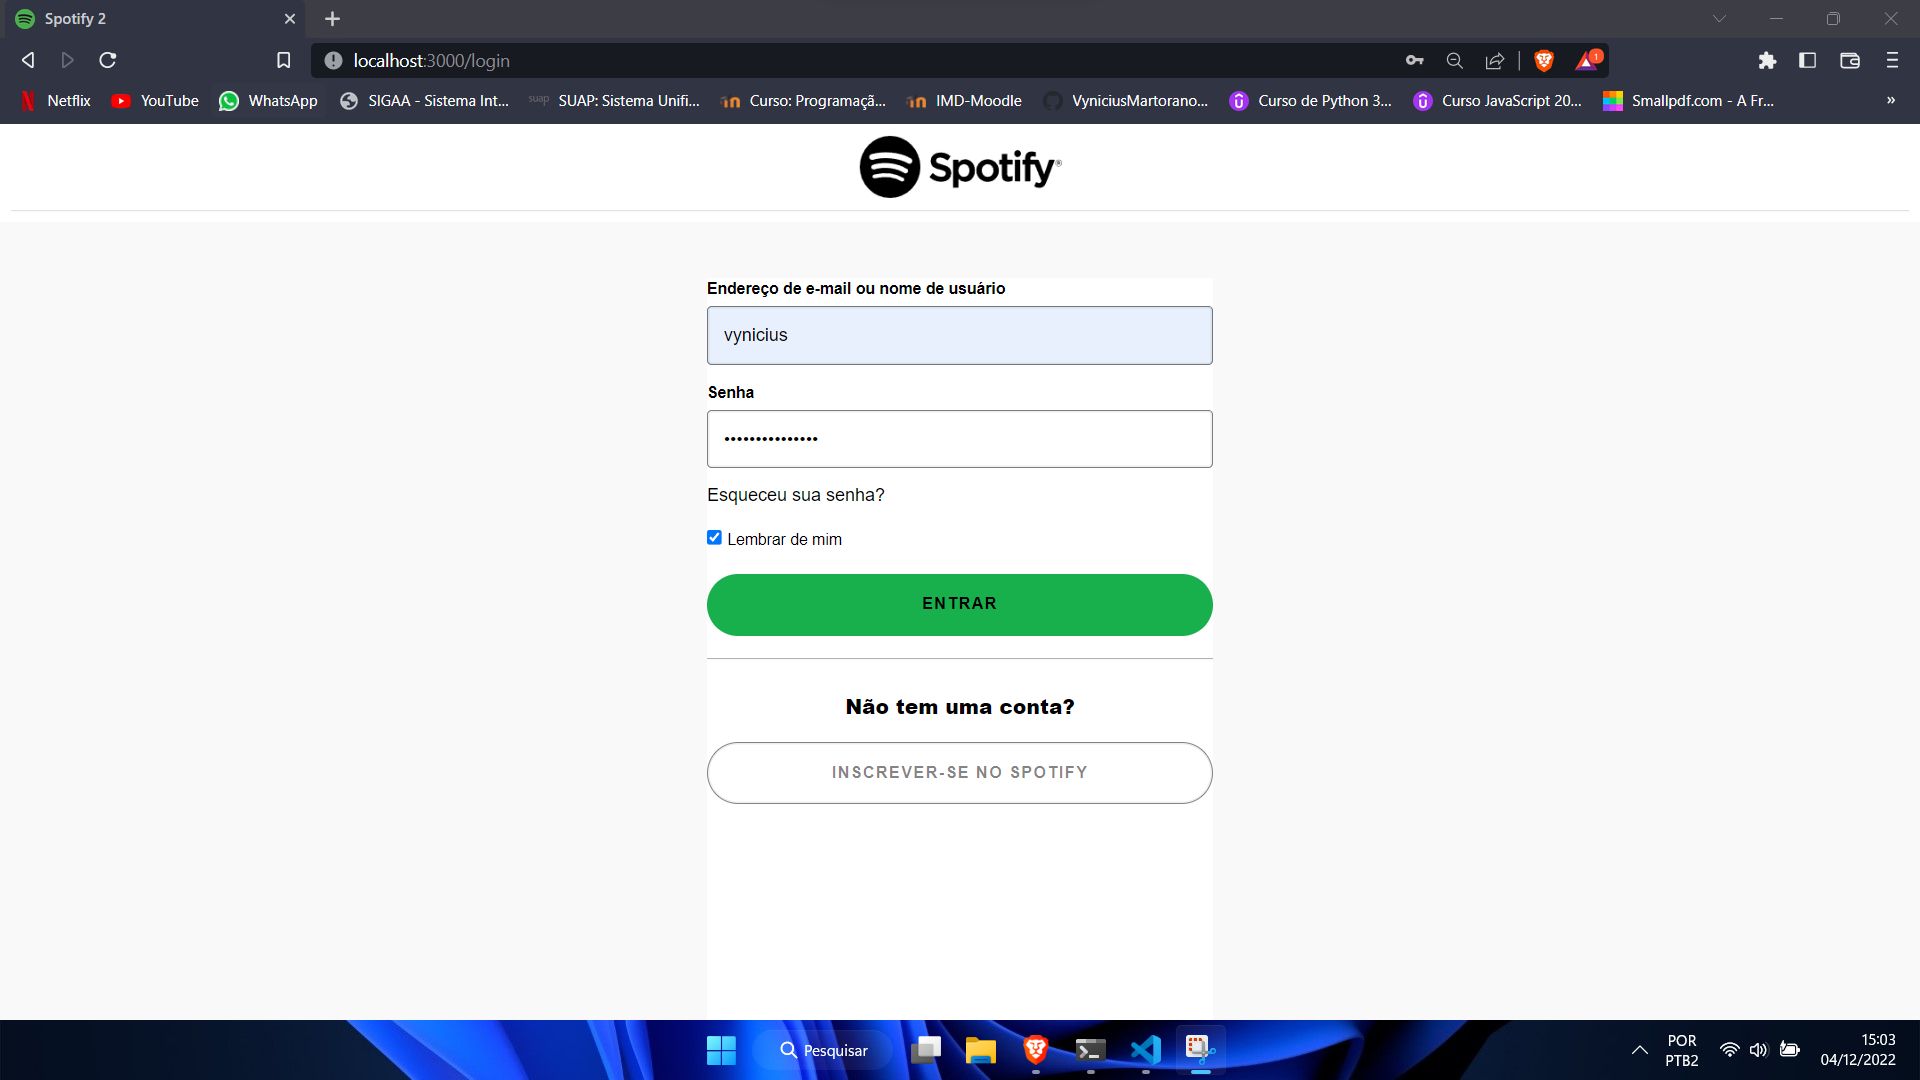 Spotify 2
localhost:3000/login
1
Netflix YouTube WhatsApp SIGAA - Sistema Int... suap SUAP: Sistema Unifi... Curso: Programaçã... IMD-Moodle VyniciusMartorano... Curso de Python 3... Curso JavaScript 20... Smallpdf.com - A Fr... »
Spotify®
Endereço de e-mail ou nome de usuário
vynicius
Senha
•••••••••••••••
Esqueceu sua senha?
Lembrar de mim
ENTRAR
Não tem uma conta?
INSCREVER-SE NO SPOTIFY
Pesquisar
POR
PTB2
15:03
04/12/2022